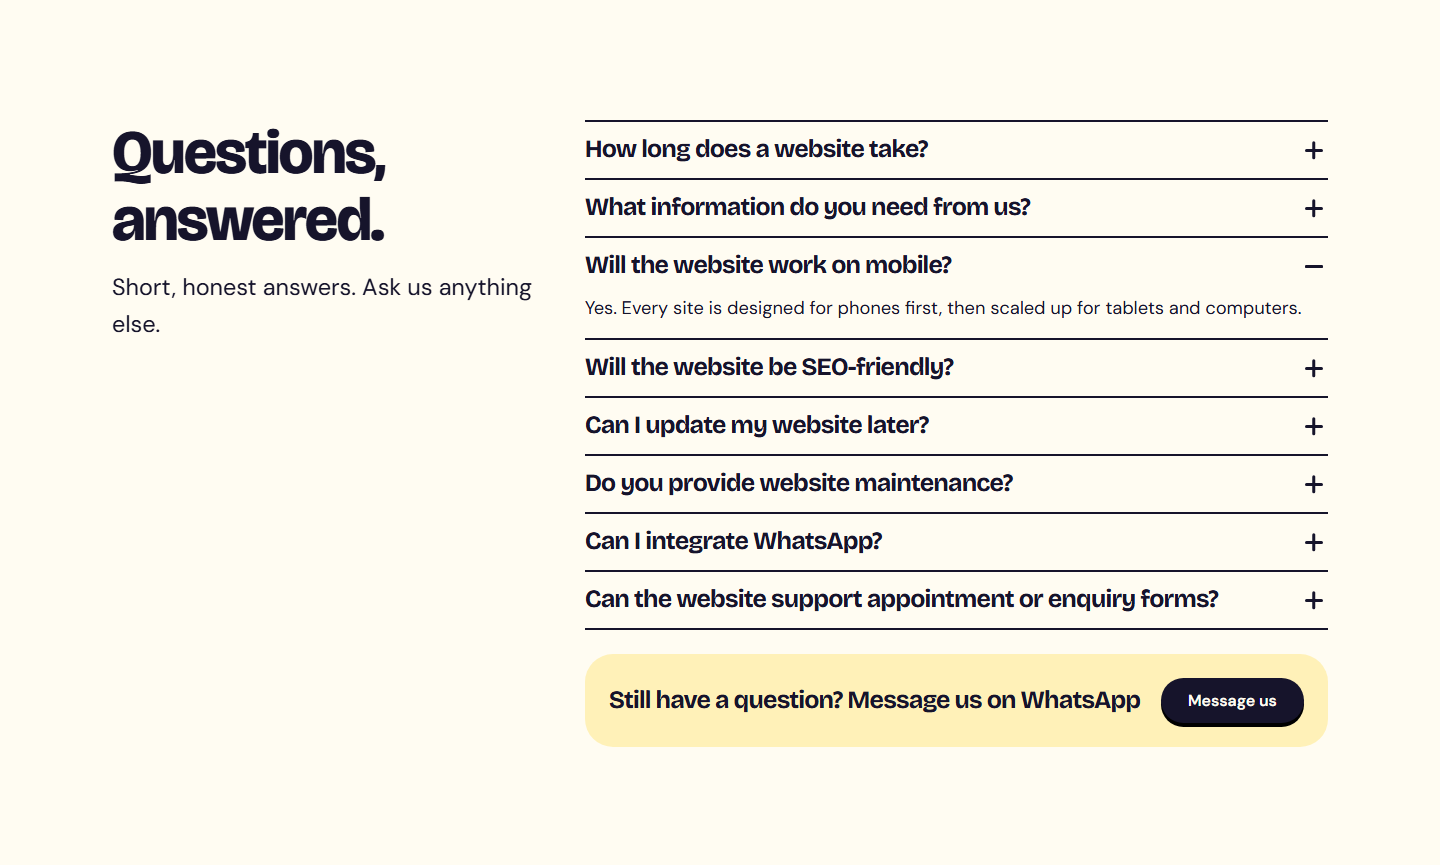 Questions,
answered.
Short, honest answers. Ask us anything
else.
How long does a website take?
What information do you need from us?
Will the website work on mobile?
Yes. Every site is designed for phones first, then scaled up for tablets and computers.
Will the website be SEO-friendly?
Can I update my website later?
Do you provide website maintenance?
Can I integrate WhatsApp?
Can the website support appointment or enquiry forms?
Still have a question? Message us on WhatsApp
Message us